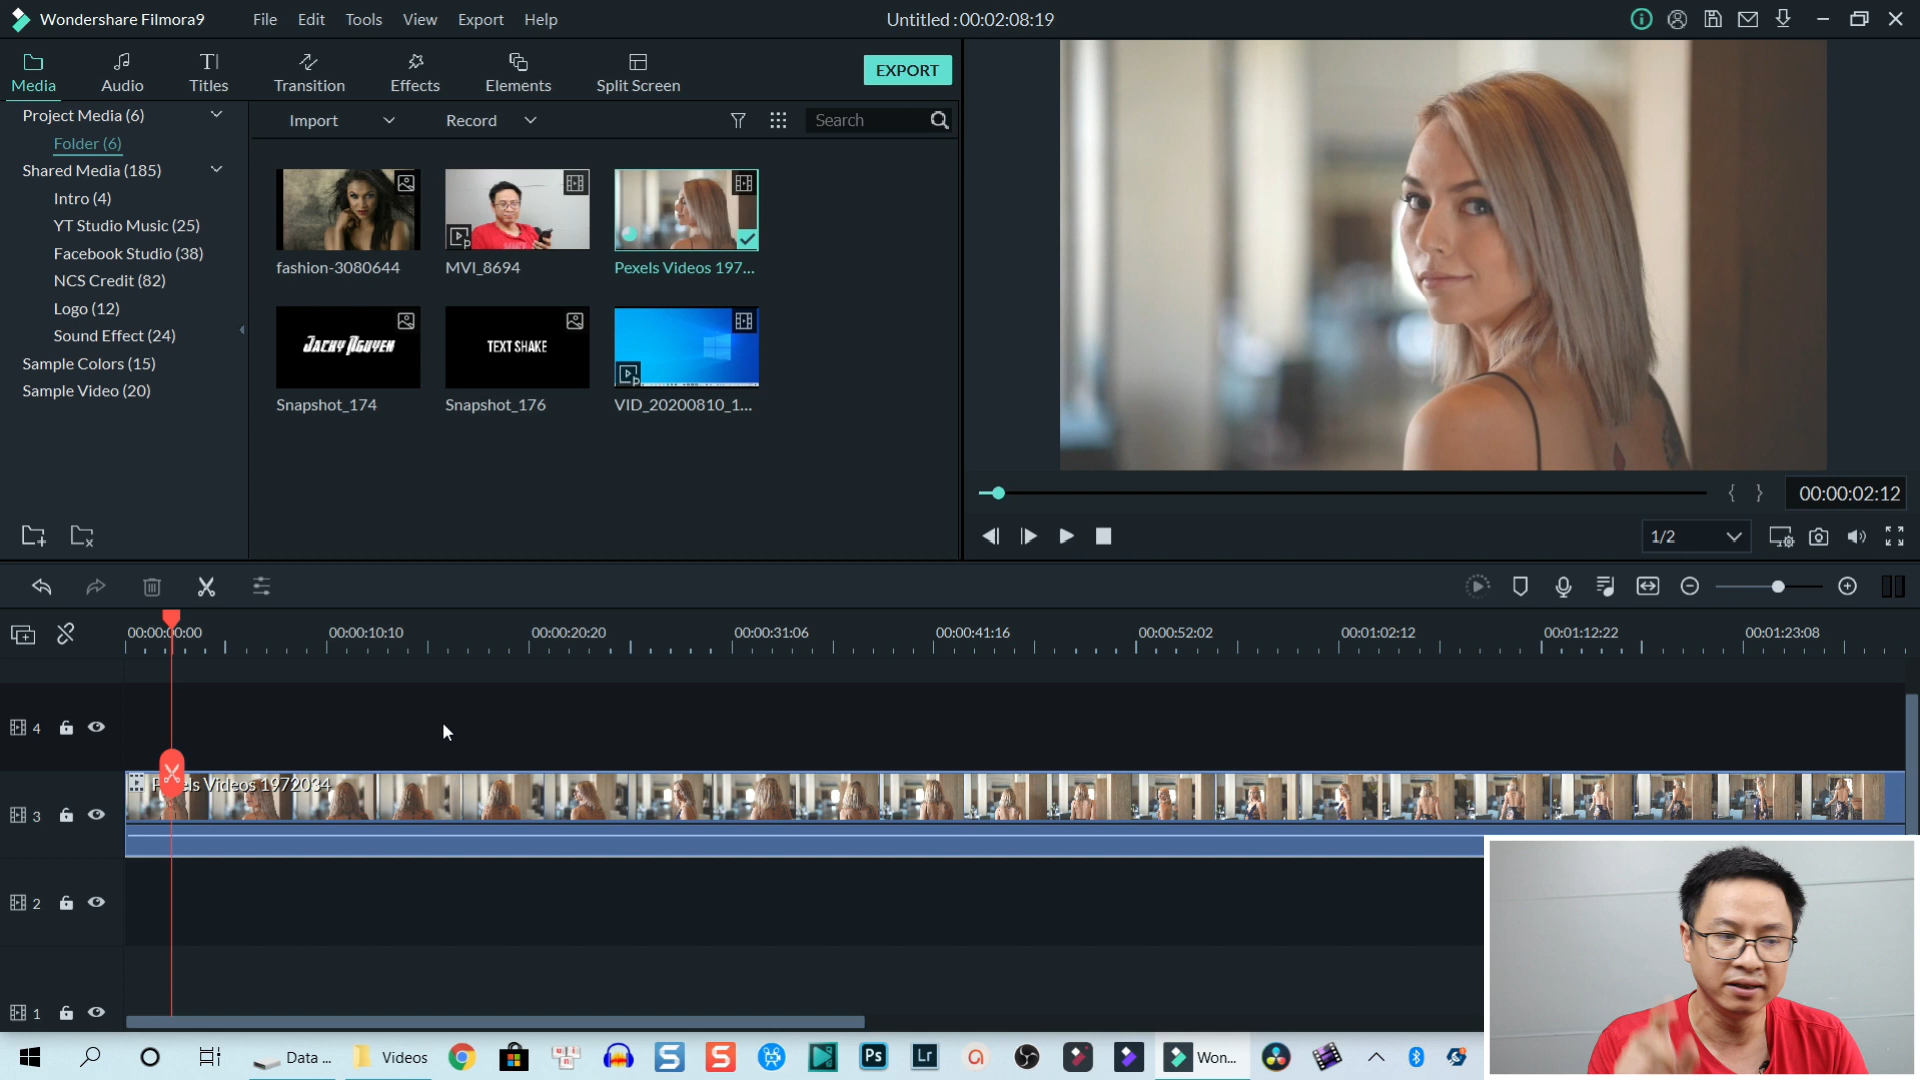 Wondershare Filmora9 File Edit Tools View Export Help Untitled : 00:02:08:19
Media Audio Titles Transition Effects Elements Split Screen EXPORT
Project Media (6)
Folder (6)
Shared Media (185)
Intro (4)
YT Studio Music (25)
Facebook Studio (38)
NCS Credit (82)
Logo (12)
Sound Effect (24)
Sample Colors (15)
Sample Video (20)
Import Record Search
fashion-3080644 MVI_8694 Pexels Videos 197...
JACKY NGUYEN TEXT SHAKE
Snapshot_174 Snapshot_176 VID_20200810_1...
00:00:02:12
1/2
00:00:00:00 00:00:10:10 00:00:20:20 00:00:31:06 00:00:41:16 00:00:52:02 00:01:02:12 00:01:12:22 00:01:23:08
4
Videos 1972034
3
2
1
Data ... Videos Ps Lr Won...